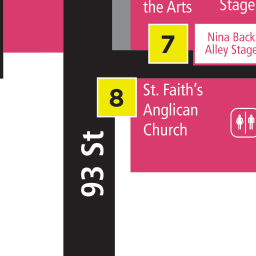 the Arts
Stage
7
Nina Back
Alley Stage
8
St. Faith's
Anglican
Church
93 St